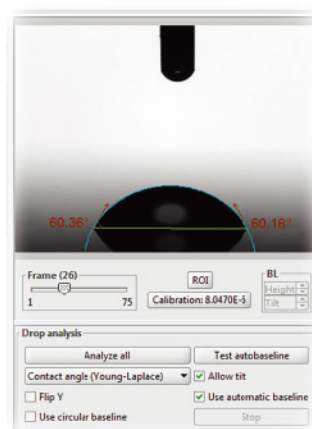 60.36° 60.18°
Frame (26)
1 75
ROI
Calibration: 8.0470E-6
BL
Height
Tilt
Drop analysis
Analyze all Test autobaseline
Contact angle (Young-Laplace) Allow tilt
Flip Y Use automatic baseline
Use circular baseline Stop